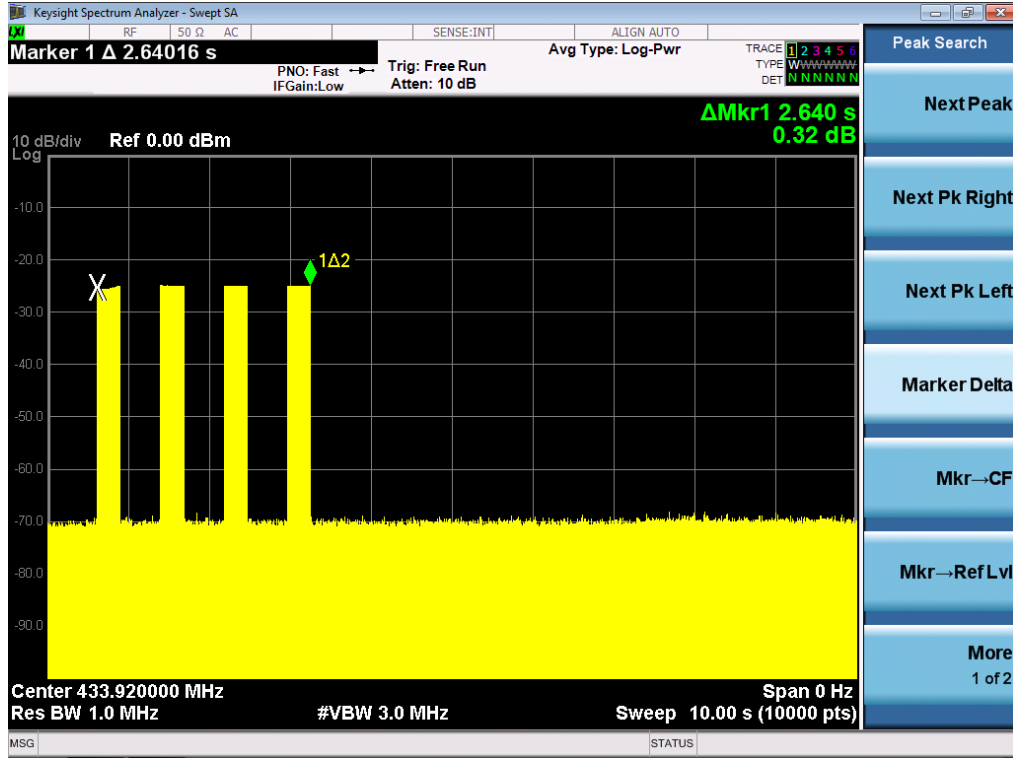 Keysight Spectrum Analyzer - Swept SA
LXI RF 50 Ω AC SENSE:INT ALIGN AUTO
Marker 1 Δ 2.64016 s
PNO: Fast
IFGain:Low
Trig: Free Run
Atten: 10 dB
Avg Type: Log-Pwr
TRACE 1 2 3 4 5 6
TYPE WWWWWW
DET N N N N N N
ΔMkr1 2.640 s
0.32 dB
10 dB/div Ref 0.00 dBm
Log
-10.0
-20.0
1Δ2
-30.0
-40.0
-50.0
-60.0
-70.0
-80.0
-90.0
Center 433.920000 MHz Span 0 Hz
Res BW 1.0 MHz #VBW 3.0 MHz Sweep 10.00 s (10000 pts)
MSG STATUS
Peak Search
Next Peak
Next Pk Right
Next Pk Left
Marker Delta
Mkr→CF
Mkr→Ref Lvl
More
1 of 2